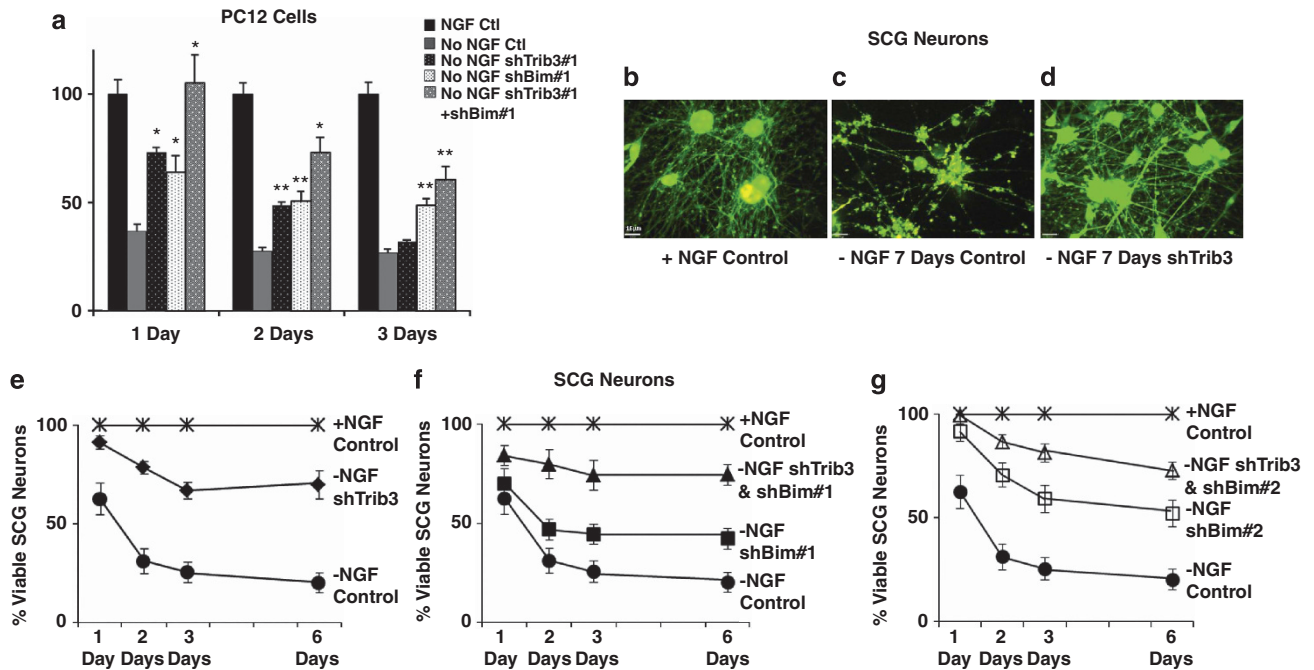 a
PC12 Cells
NGF Ctl
No NGF Ctl
No NGF shTrib3#1
No NGF shBim#1
No NGF shTrib3#1
+shBim#1
100
50
0
*
*
*
**
**
*
**
**
1 Day
2 Days
3 Days
SCG Neurons
b
c
d
+ NGF Control
- NGF 7 Days Control
- NGF 7 Days shTrib3
e
% Viable SCG Neurons
100
50
0
+NGF
Control
-NGF
shTrib3
-NGF
Control
1
Day
2
Days
3
Days
6
Days
f
SCG Neurons
% Viable SCG Neurons
100
50
0
+NGF
Control
-NGF shTrib3
& shBim#1
-NGF
shBim#1
-NGF
Control
1
Day
2
Days
3
Days
6
Days
g
% Viable SCG Neurons
100
50
0
+NGF
Control
-NGF shTrib3
& shBim#2
-NGF
shBim#2
-NGF
Control
1
Day
2
Days
3
Days
6
Days